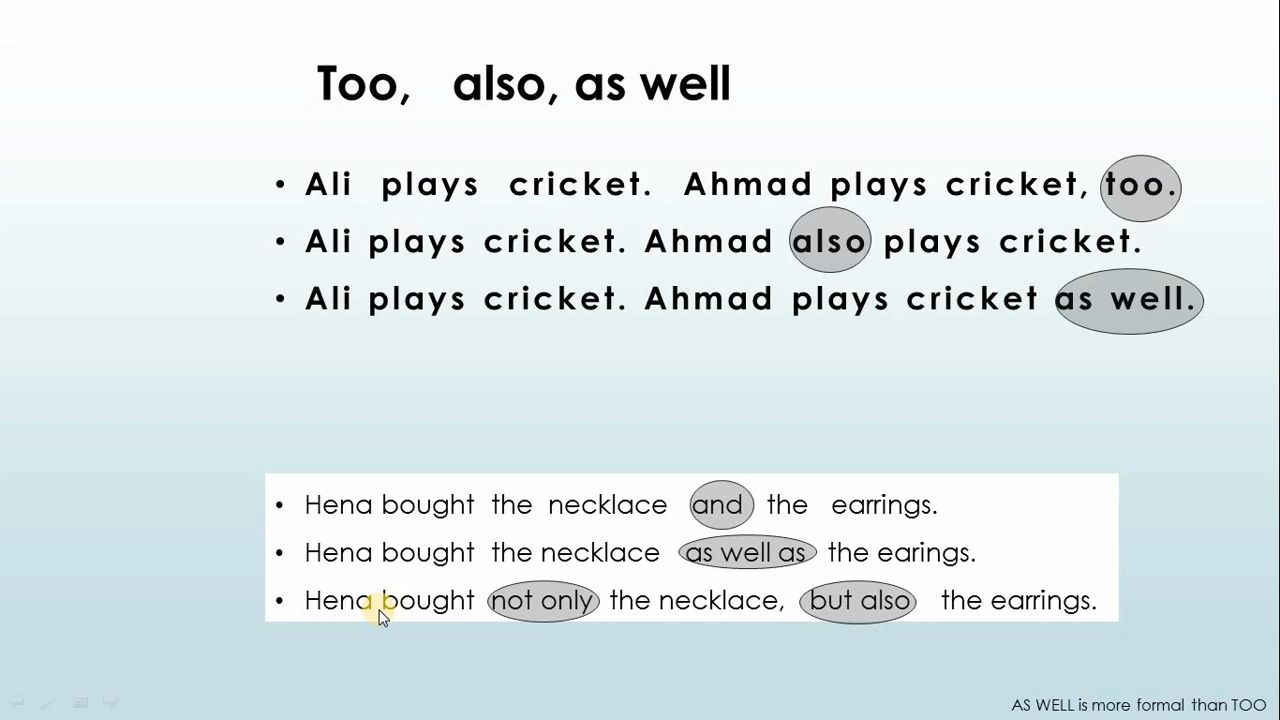 Too, also, as well
• Ali plays cricket. Ahmad plays cricket, too.
• Ali plays cricket. Ahmad also plays cricket.
• Ali plays cricket. Ahmad plays cricket as well.
• Hena bought the necklace and the earrings.
• Hena bought the necklace as well as the earings.
• Hena bought not only the necklace, but also the earrings.
AS WELL is more formal than TOO